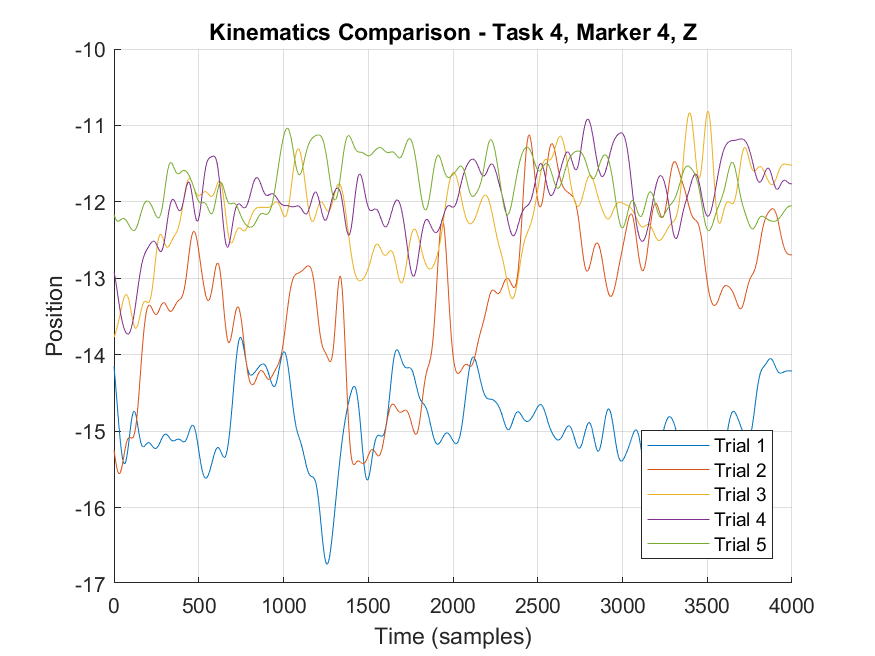 Kinematics Comparison - Task 4, Marker 4, Z
-10
-11
-12
-13
-14
-15
-16
-17
Position
0 500 1000 1500 2000 2500 3000 3500 4000
Time (samples)
Trial 1
Trial 2
Trial 3
Trial 4
Trial 5